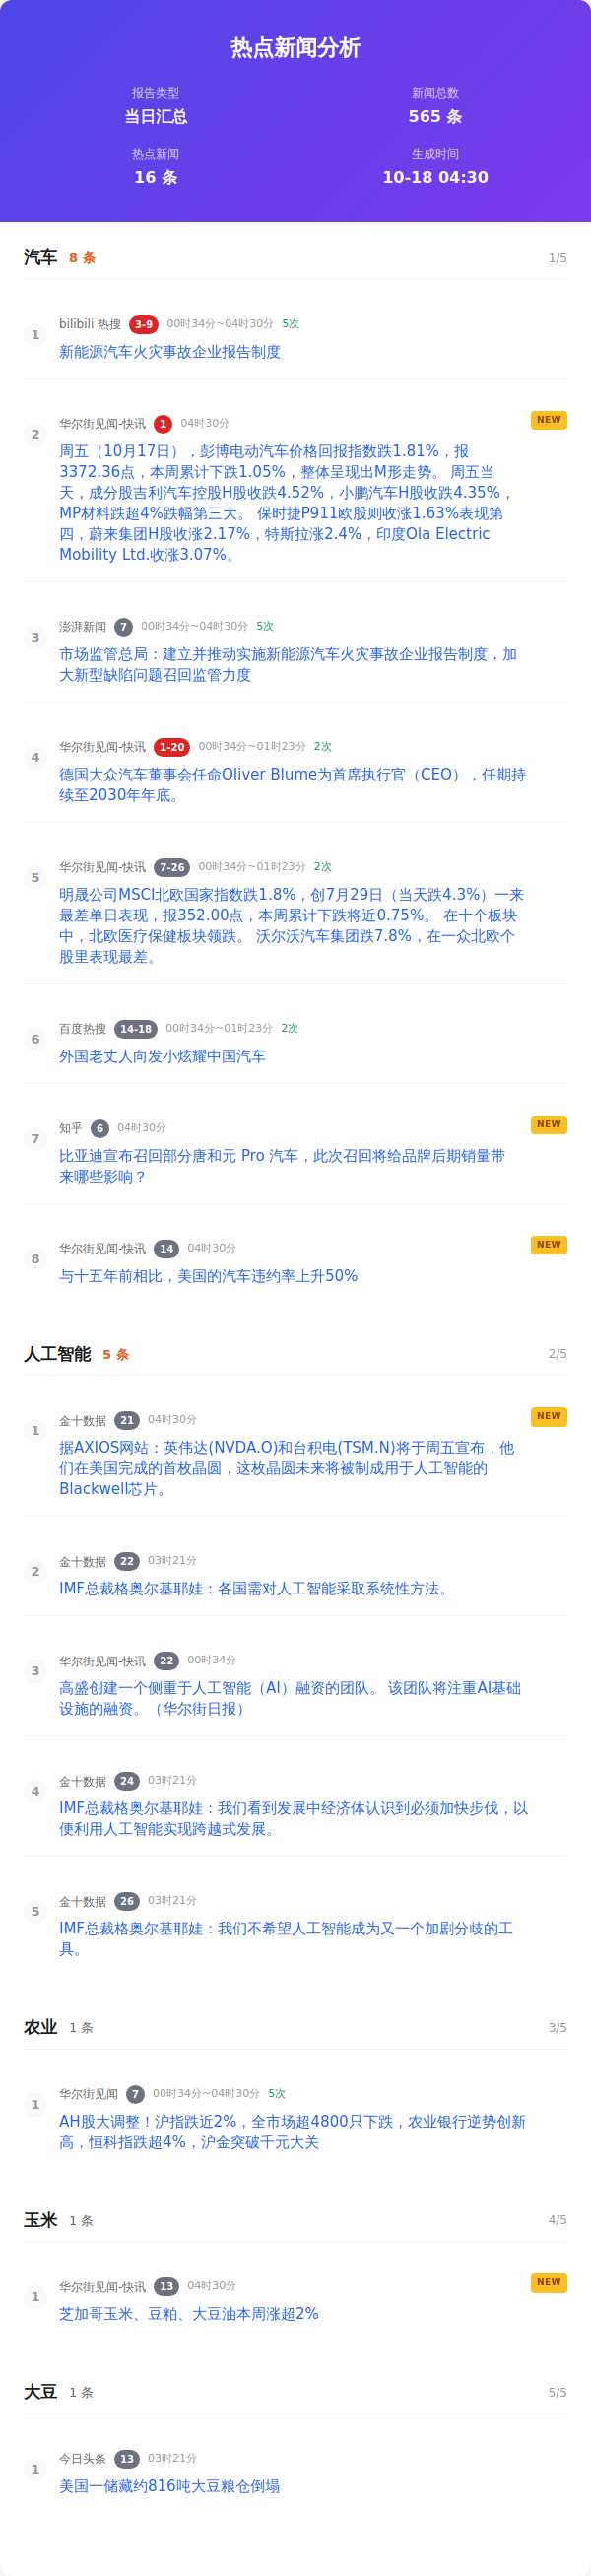 热点新闻分析
报告类型
当日汇总
新闻总数
565 条
热点新闻
16 条
生成时间
10-18 04:30
汽车 8 条 1/5
1 bilibili 热搜 3-9 00时34分~04时30分 5次
新能源汽车火灾事故企业报告制度
2 华尔街见闻-快讯 1 04时30分 NEW
周五（10月17日），彭博电动汽车价格回报指数跌1.81%，报
3372.36点，本周累计下跌1.05%，整体呈现出M形走势。 周五当
天，成分股吉利汽车控股H股收跌4.52%，小鹏汽车H股收跌4.35%，
MP材料跌超4%跌幅第三大。 保时捷P911欧股则收涨1.63%表现第
四，蔚来集团H股收涨2.17%，特斯拉涨2.4%，印度Ola Electric
Mobility Ltd.收涨3.07%。
3 澎湃新闻 7 00时34分~04时30分 5次
市场监管总局：建立并推动实施新能源汽车火灾事故企业报告制度，加
大新型缺陷问题召回监管力度
4 华尔街见闻-快讯 1-20 00时34分~01时23分 2次
德国大众汽车董事会任命Oliver Blume为首席执行官（CEO），任期持
续至2030年年底。
5 华尔街见闻-快讯 7-26 00时34分~01时23分 2次
明晟公司MSCI北欧国家指数跌1.8%，创7月29日（当天跌4.3%）一来
最差单日表现，报352.00点，本周累计下跌将近0.75%。 在十个板块
中，北欧医疗保健板块领跌。 沃尔沃汽车集团跌7.8%，在一众北欧个
股里表现最差。
6 百度热搜 14-18 00时34分~01时23分 2次
外国老丈人向发小炫耀中国汽车
7 知乎 6 04时30分 NEW
比亚迪宣布召回部分唐和元 Pro 汽车，此次召回将给品牌后期销量带
来哪些影响？
8 华尔街见闻-快讯 14 04时30分 NEW
与十五年前相比，美国的汽车违约率上升50%
人工智能 5 条 2/5
1 金十数据 21 04时30分 NEW
据AXIOS网站：英伟达(NVDA.O)和台积电(TSM.N)将于周五宣布，他
们在美国完成的首枚晶圆，这枚晶圆未来将被制成用于人工智能的
Blackwell芯片。
2 金十数据 22 03时21分
IMF总裁格奥尔基耶娃：各国需对人工智能采取系统性方法。
3 华尔街见闻-快讯 22 00时34分
高盛创建一个侧重于人工智能（AI）融资的团队。 该团队将注重AI基础
设施的融资。（华尔街日报）
4 金十数据 24 03时21分
IMF总裁格奥尔基耶娃：我们看到发展中经济体认识到必须加快步伐，以
便利用人工智能实现跨越式发展。
5 金十数据 26 03时21分
IMF总裁格奥尔基耶娃：我们不希望人工智能成为又一个加剧分歧的工
具。
农业 1 条 3/5
1 华尔街见闻 7 00时34分~04时30分 5次
AH股大调整！沪指跌近2%，全市场超4800只下跌，农业银行逆势创新
高，恒科指跌超4%，沪金突破千元大关
玉米 1 条 4/5
1 华尔街见闻-快讯 13 04时30分 NEW
芝加哥玉米、豆粕、大豆油本周涨超2%
大豆 1 条 5/5
1 今日头条 13 03时21分
美国一储藏约816吨大豆粮仓倒塌